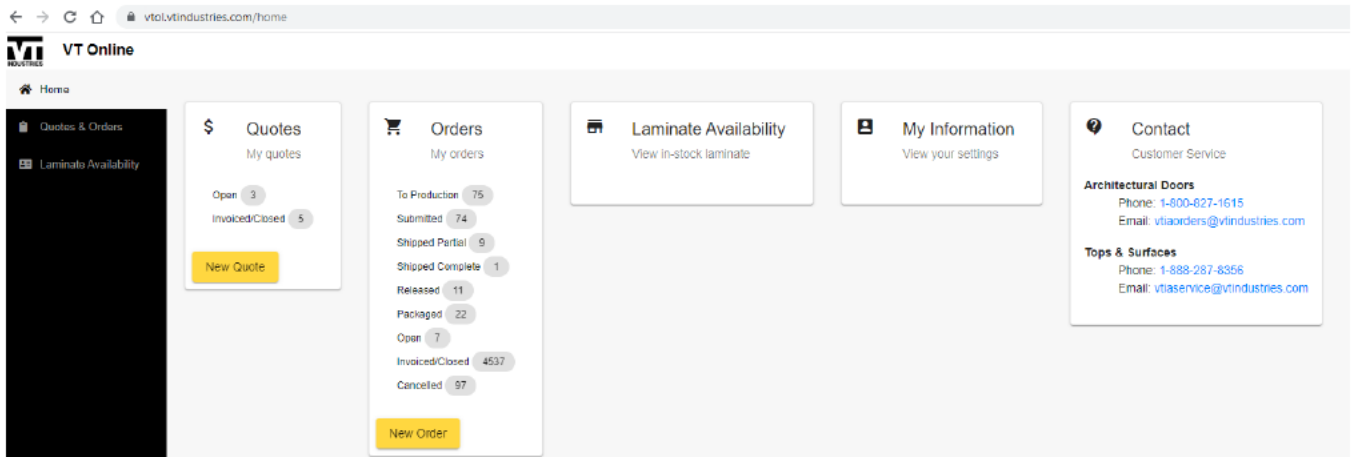 vtol.vtindustries.com/home
VTI
INDUSTRIES
VT Online
Home
Quotes & Orders
Laminate Availability
Quotes
My quotes
Open 3
Invoiced/Closed 5
New Quote
Orders
My orders
To Production 75
Submitted 74
Shipped Partial 9
Shipped Complete 1
Released 11
Packaged 22
Open 7
Invoiced/Closed 4537
Cancelled 97
New Order
Laminate Availability
View in-stock laminate
My Information
View your settings
Contact
Customer Service
Architectural Doors
Phone: 1-800-827-1615
Email: vtiaorders@vtindustries.com
Tops & Surfaces
Phone: 1-888-287-8356
Email: vtiaservice@vtindustries.com